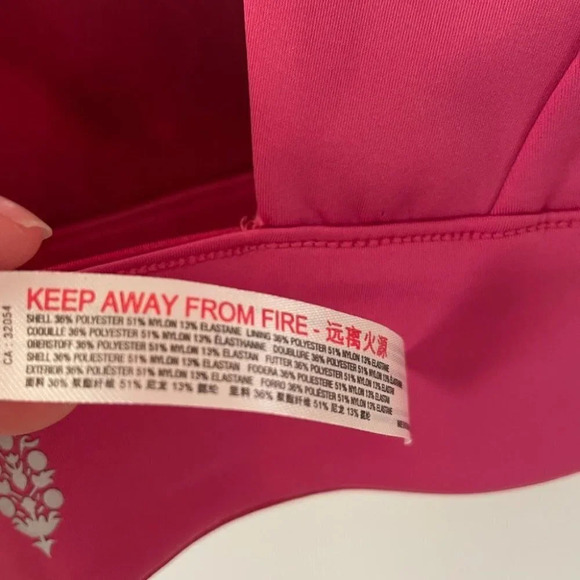 KEEP AWAY FROM FIRE - 远离火源
SHELL 36% POLYESTER 51% NYLON 13% ELASTANE LINING 36% POLYESTER 51% NYLON 13% ELASTANE
COQUILLE 36% POLYESTER 51% NYLON 13% ÉLASTHANNE DOUBLURE 36% POLYESTER 51% NYLON 13% ELASTAN
OBERSTOFF 36% POLYESTER 51% NYLON 13% ELASTAN FUTTER 36% POLYESTER 51% NYLON 13% ELASTAN
SHELL 36% POLIESTERE 51% NYLON 13% ELASTAN FODERA 36% POLIESTERE 51% NYLON 13% ELASTAN
EXTERIOR 36% POLIÉSTER 51% NYLON 13% ELASTANE FORRO 36% POLIÉSTER 51% NYLON 13% ELASTANE
面料 36% 聚酯纤维 51% 尼龙 13% 氨纶 里料 36% 聚酯纤维 51% 尼龙 13% 氨纶
CA : 32054